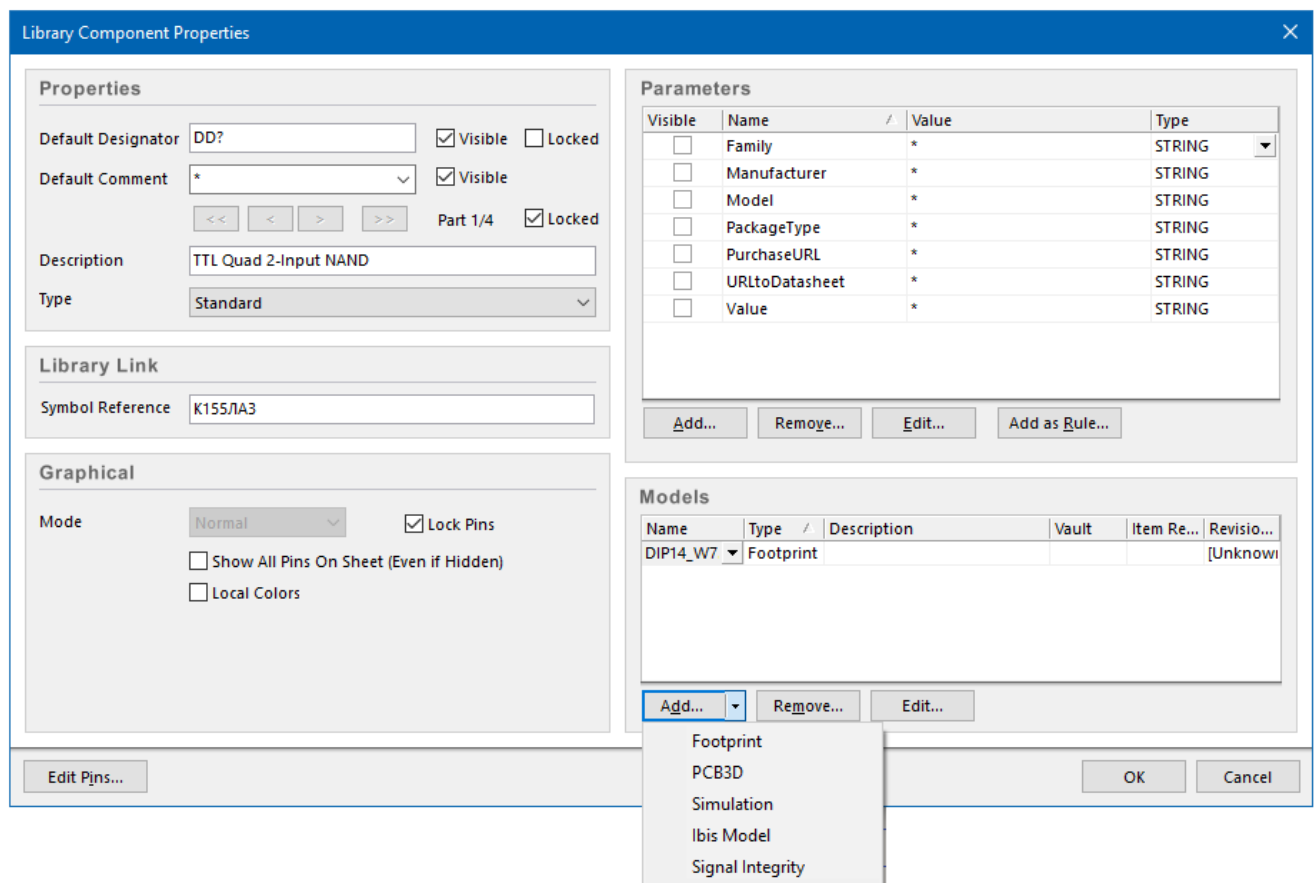 Library Component Properties
Properties
Default Designator DD? Visible Locked
Default Comment * Visible
<< < > >> Part 1/4 Locked
Description TTL Quad 2-Input NAND
Type Standard
Library Link
Symbol Reference К155ЛА3
Graphical
Mode Normal Lock Pins
Show All Pins On Sheet (Even if Hidden)
Local Colors
Parameters
Visible Name Value Type
Family * STRING
Manufacturer * STRING
Model * STRING
PackageType * STRING
PurchaseURL * STRING
URLtoDatasheet * STRING
Value * STRING
Add... Remove... Edit... Add as Rule...
Models
Name Type Description Vault Item Re... Revisio...
DIP14_W7 Footprint [Unknown
Add... Remove... Edit...
Footprint
PCB3D
Simulation
Ibis Model
Signal Integrity
Edit Pins... OK Cancel